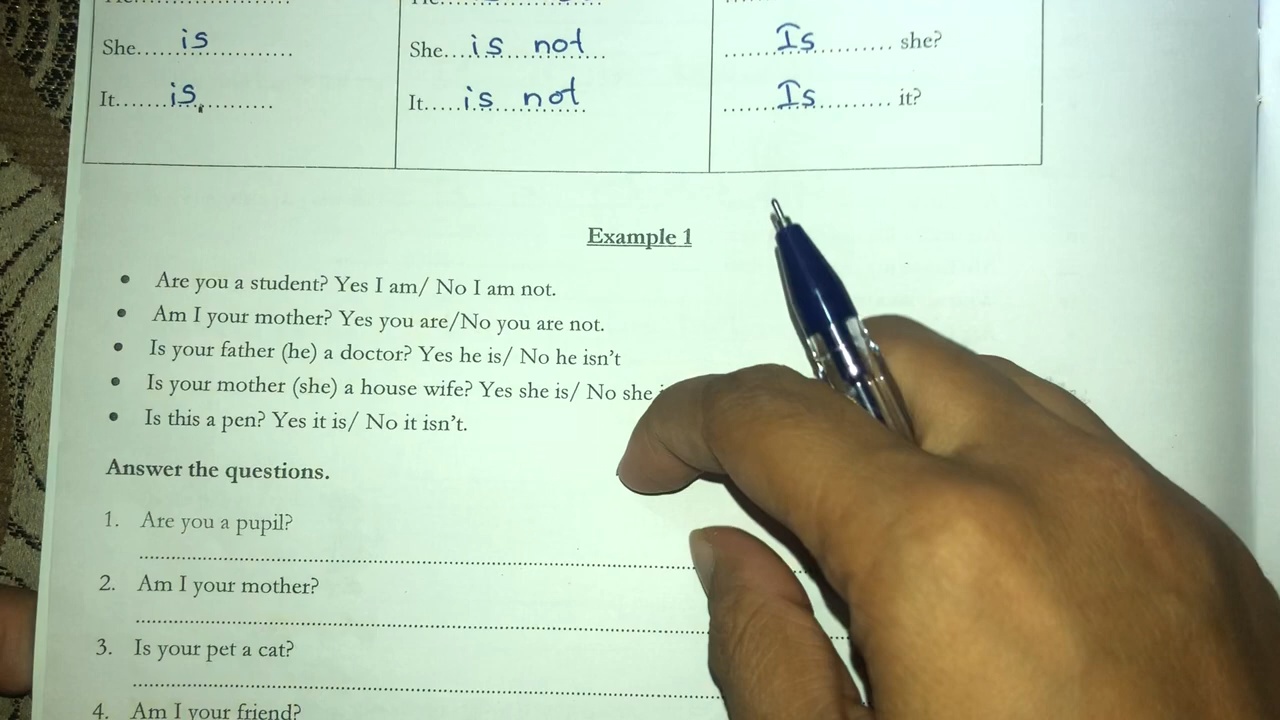 She......is..................
She....is not..........
........Is.......... she?
It.......is............
It.....is not
........Is.......... it?
Example 1
• Are you a student? Yes I am/ No I am not.
• Am I your mother? Yes you are/No you are not.
• Is your father (he) a doctor? Yes he is/ No he isn't
• Is your mother (she) a house wife? Yes she is/ No she
• Is this a pen? Yes it is/ No it isn't.
Answer the questions.
1. Are you a pupil?
2. Am I your mother?
3. Is your pet a cat?
4. Am I your friend?